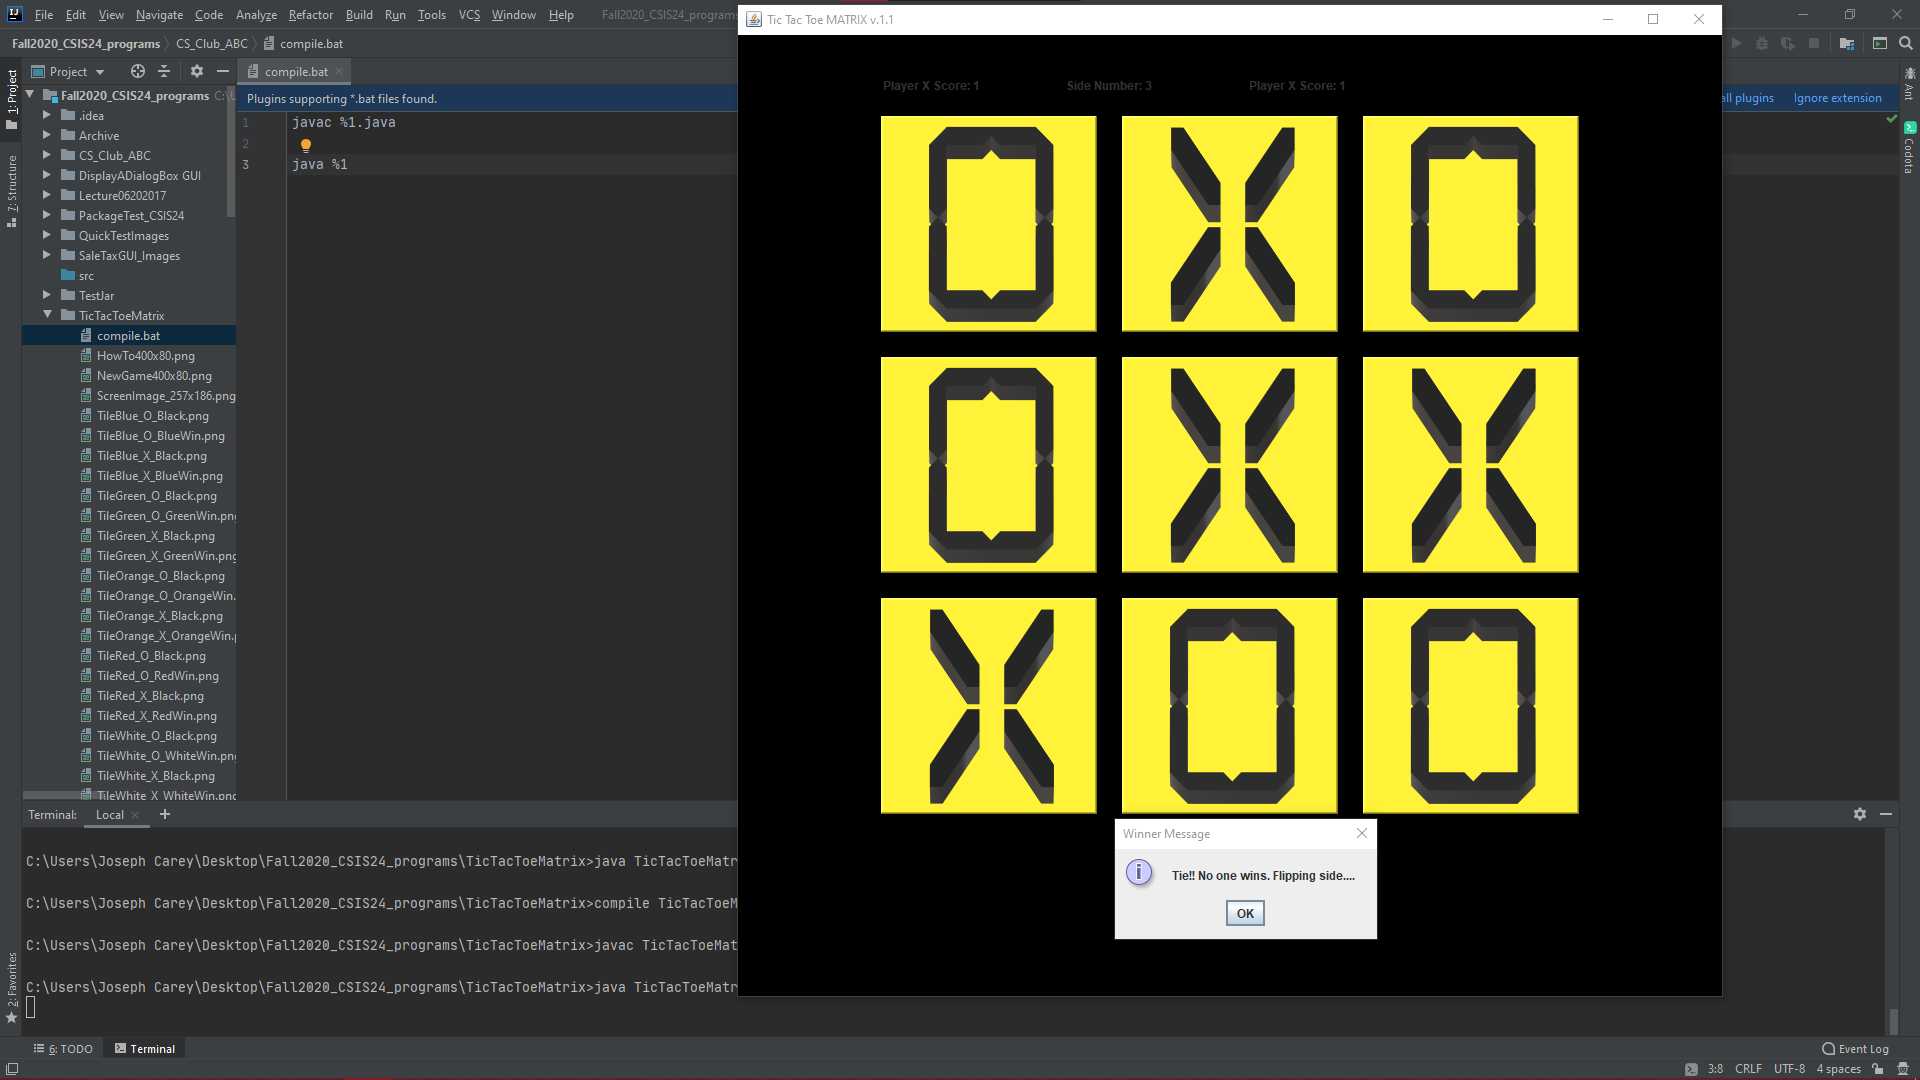 File Edit View Navigate Code Analyze Refactor Build Run Tools VCS Window Help Fall2020_CSIS24_programs
Tic Tac Toe MATRIX v.1.1
Fall2020_CSIS24_programs CS_Club_ABC compile.bat
Project
compile.bat
1: Project
7: Structure
2: Favorites
Ant
Codota
Fall2020_CSIS24_programs C:\
.idea
Archive
CS_Club_ABC
DisplayADialogBox GUI
Lecture06202017
PackageTest_CSIS24
QuickTestImages
SaleTaxGUI_Images
src
TestJar
TicTacToeMatrix
compile.bat
HowTo400x80.png
NewGame400x80.png
ScreenImage_257x186.png
TileBlue_O_Black.png
TileBlue_O_BlueWin.png
TileBlue_X_Black.png
TileBlue_X_BlueWin.png
TileGreen_O_Black.png
TileGreen_O_GreenWin.png
TileGreen_X_Black.png
TileGreen_X_GreenWin.png
TileOrange_O_Black.png
TileOrange_O_OrangeWin.
TileOrange_X_Black.png
TileOrange_X_OrangeWin.p
TileRed_O_Black.png
TileRed_O_RedWin.png
TileRed_X_Black.png
TileRed_X_RedWin.png
TileWhite_O_Black.png
TileWhite_O_WhiteWin.png
TileWhite_X_Black.png
TileWhite_X_WhiteWin.png
Plugins supporting *.bat files found.
all plugins Ignore extension
1 javac %1.java
2
3 java %1
Player X Score: 1 Side Number: 3 Player X Score: 1
O X O
O X X
X O O
Winner Message
Tie!! No one wins. Flipping side....
OK
Terminal: Local
C:\Users\Joseph Carey\Desktop\Fall2020_CSIS24_programs\TicTacToeMatrix>java TicTacToeMatr
C:\Users\Joseph Carey\Desktop\Fall2020_CSIS24_programs\TicTacToeMatrix>compile TicTacToeM
C:\Users\Joseph Carey\Desktop\Fall2020_CSIS24_programs\TicTacToeMatrix>javac TicTacToeMat
C:\Users\Joseph Carey\Desktop\Fall2020_CSIS24_programs\TicTacToeMatrix>java TicTacToeMatr
6: TODO Terminal Event Log
3:8 CRLF UTF-8 4 spaces